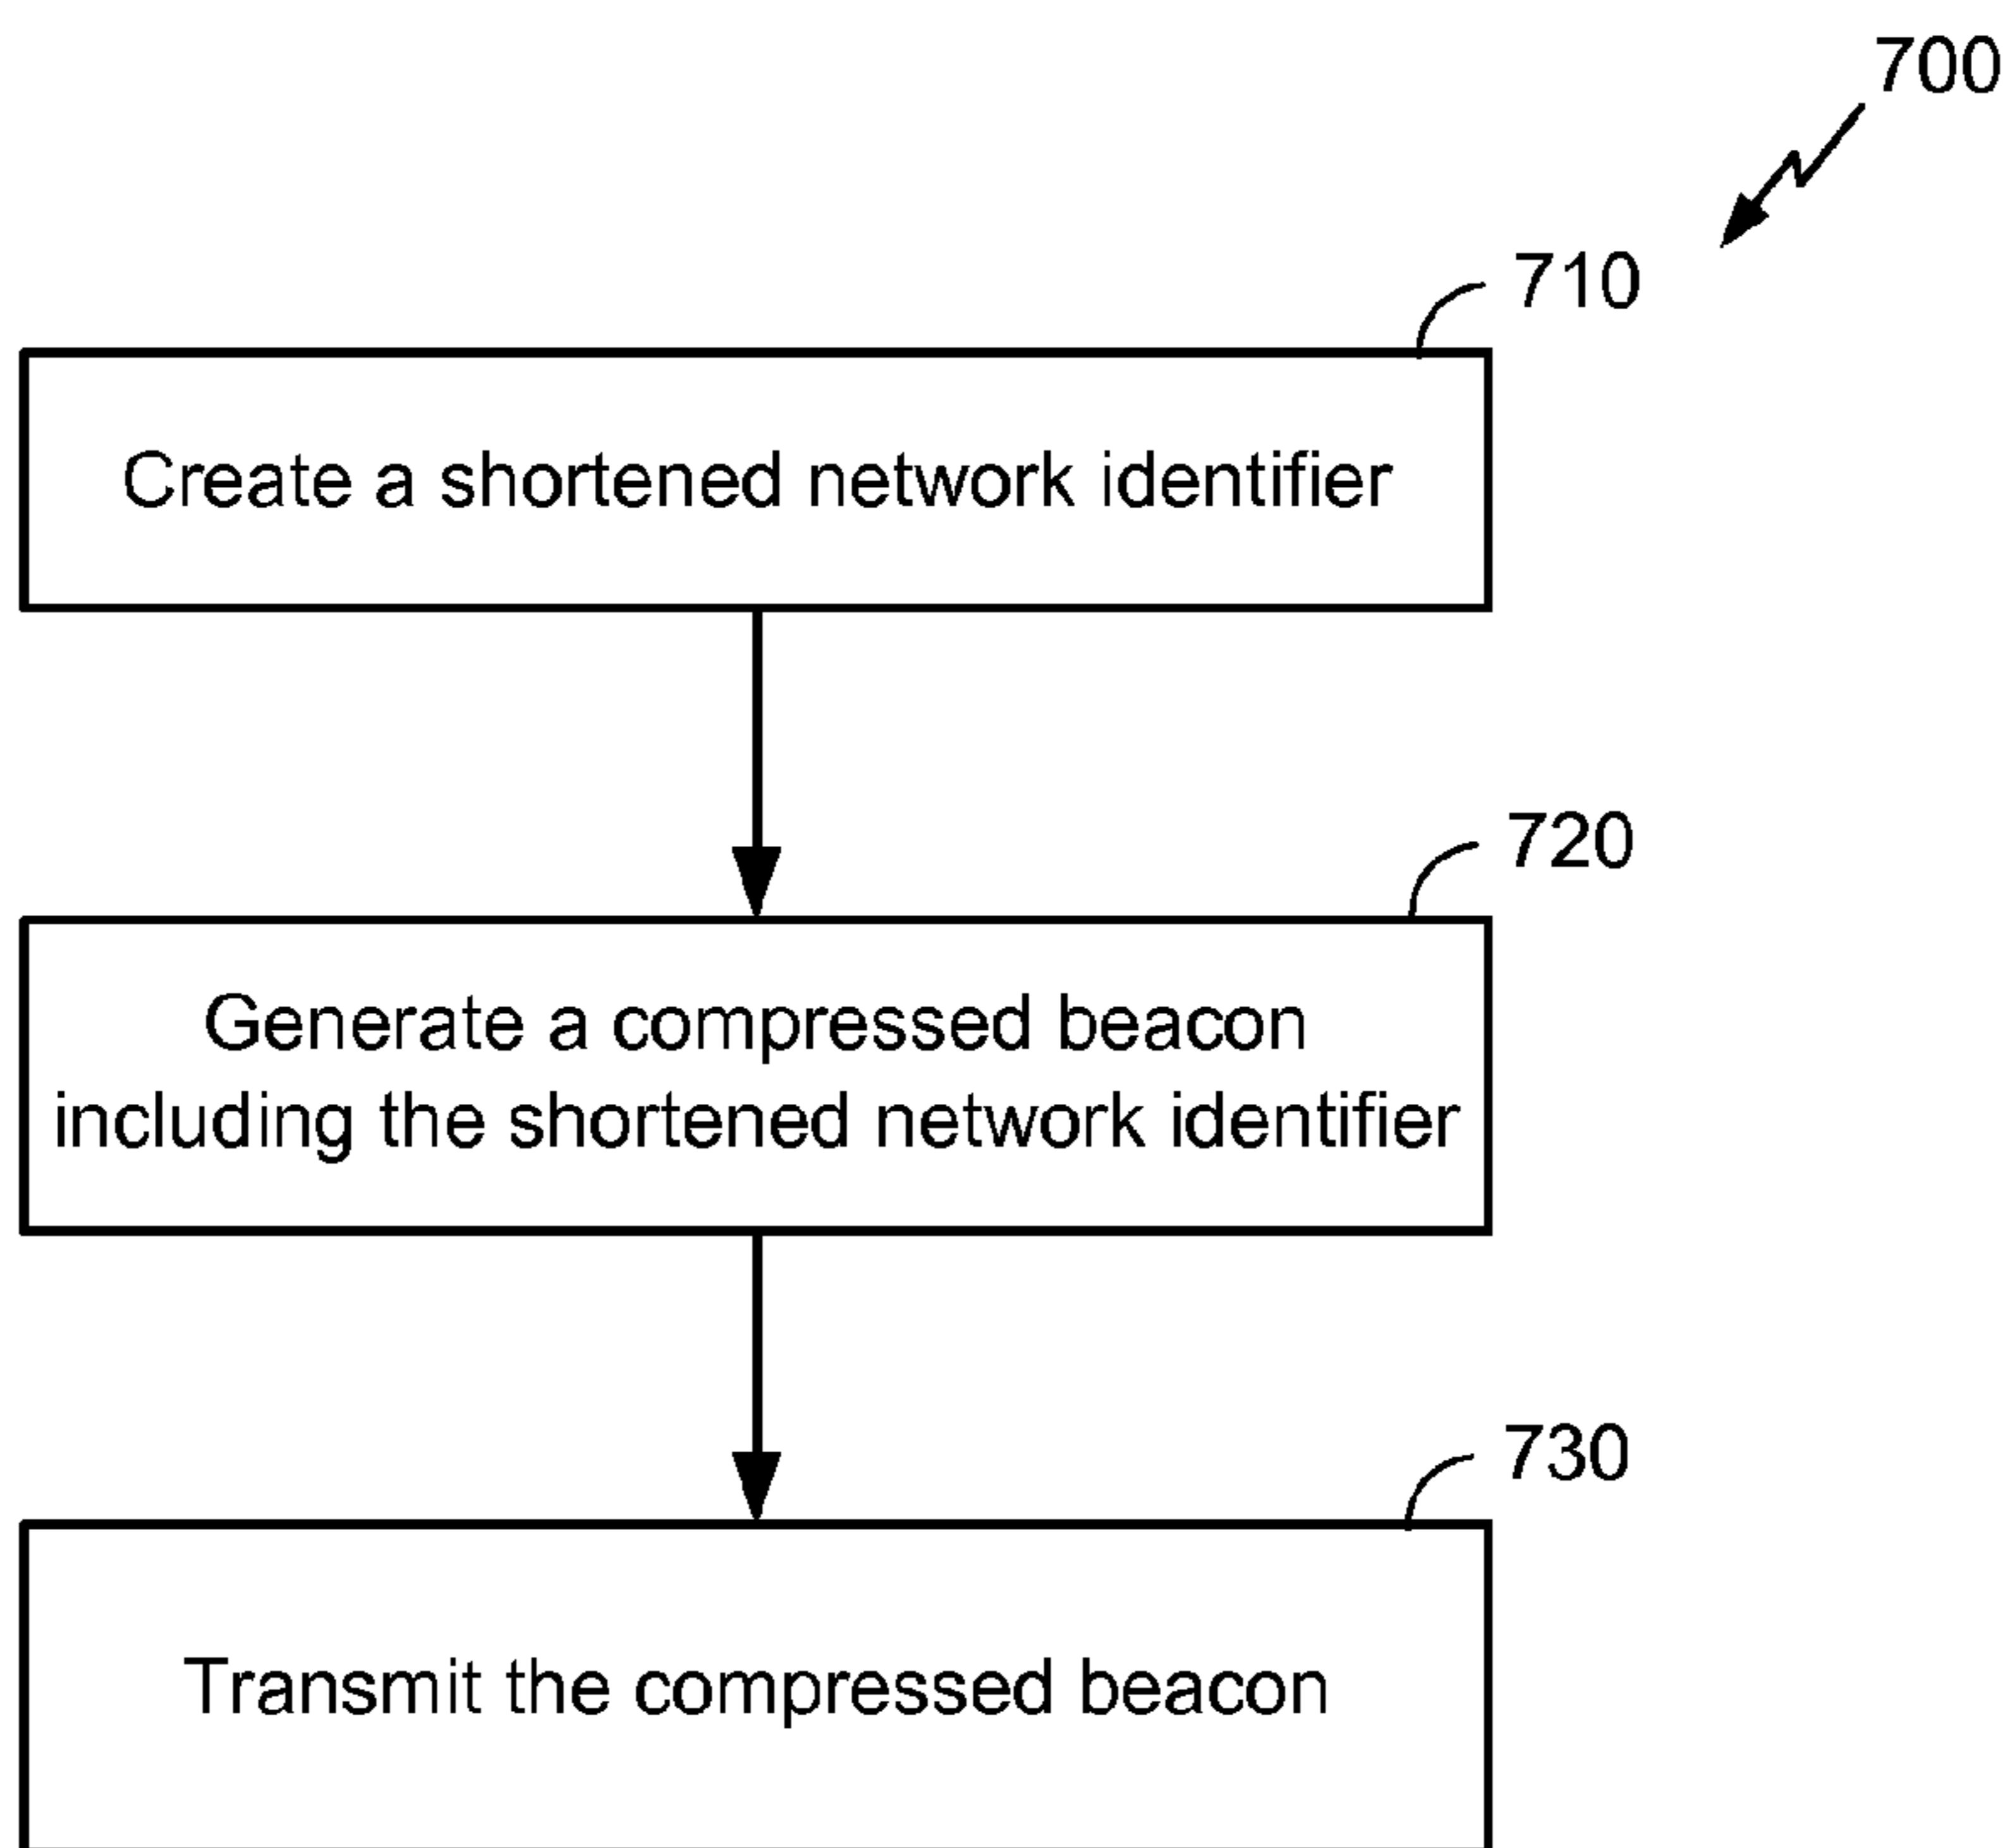 700
710
Create a shortened network identifier
720
Generate a compressed beacon
including the shortened network identifier
730
Transmit the compressed beacon